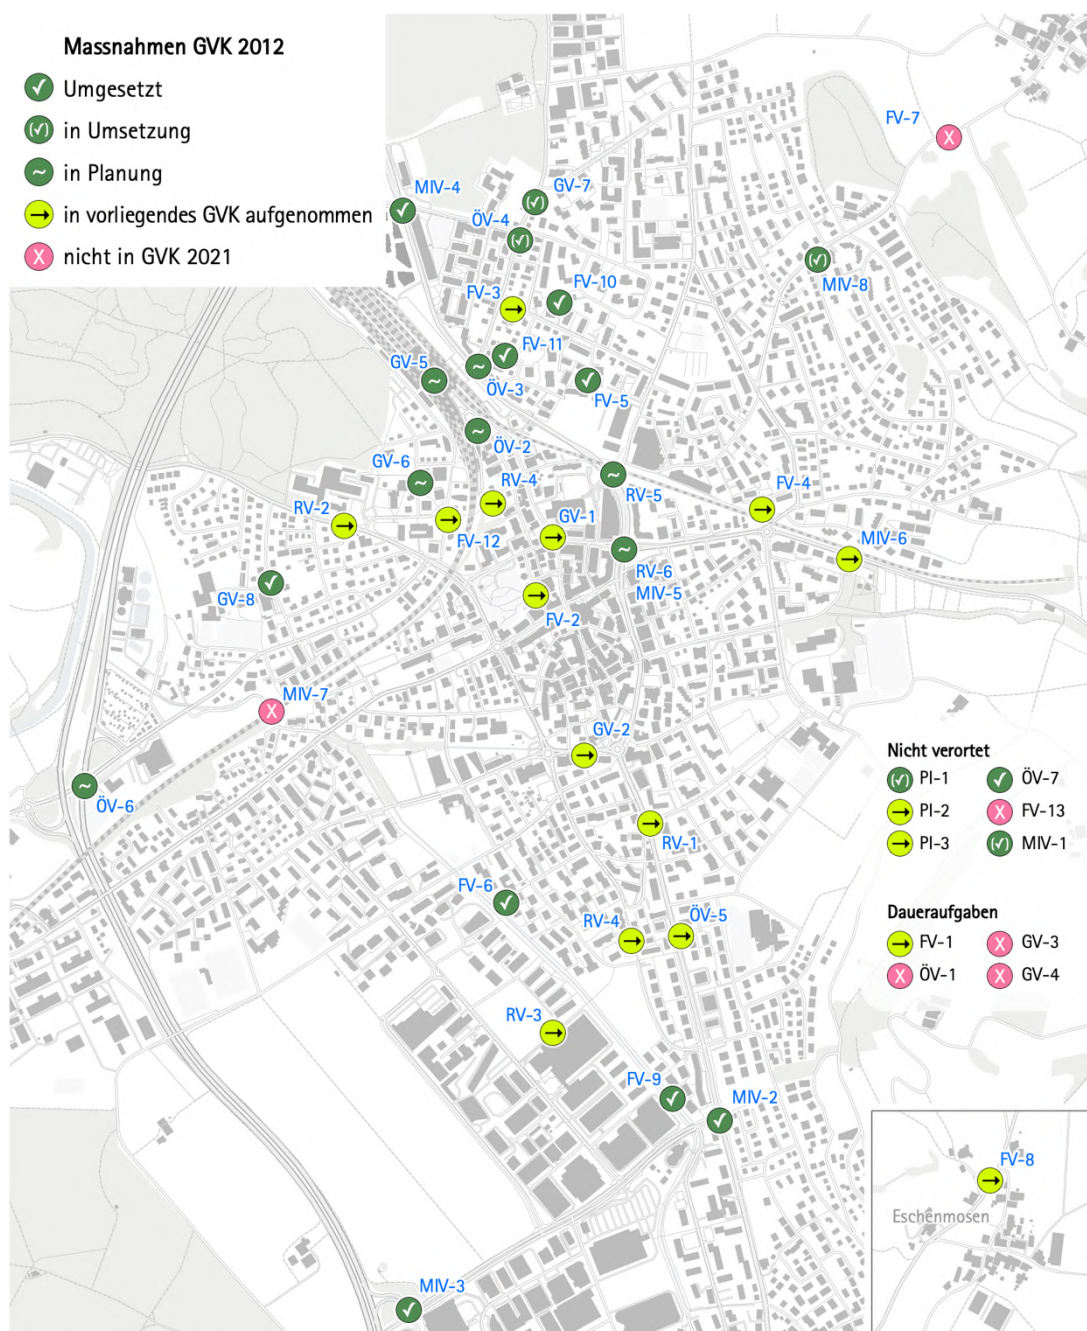 Massnahmen GVK 2012
Umgesetzt
in Umsetzung
in Planung
in vorliegendes GVK aufgenommen
nicht in GVK 2021
FV-7
MIV-4
GV-7
ÖV-4
MIV-8
FV-10
FV-3
FV-11
GV-5
ÖV-3
FV-5
ÖV-2
GV-6
RV-4
RV-5
FV-4
RV-2
GV-1
FV-12
MIV-6
RV-6
MIV-5
GV-8
FV-2
MIV-7
GV-2
ÖV-6
RV-1
Nicht verortet
PI-1 ÖV-7
PI-2 FV-13
PI-3 MIV-1
FV-6
RV-4
ÖV-5
Daueraufgaben
FV-1 GV-3
ÖV-1 GV-4
RV-3
FV-9
MIV-2
FV-8
Eschenmosen
MIV-3